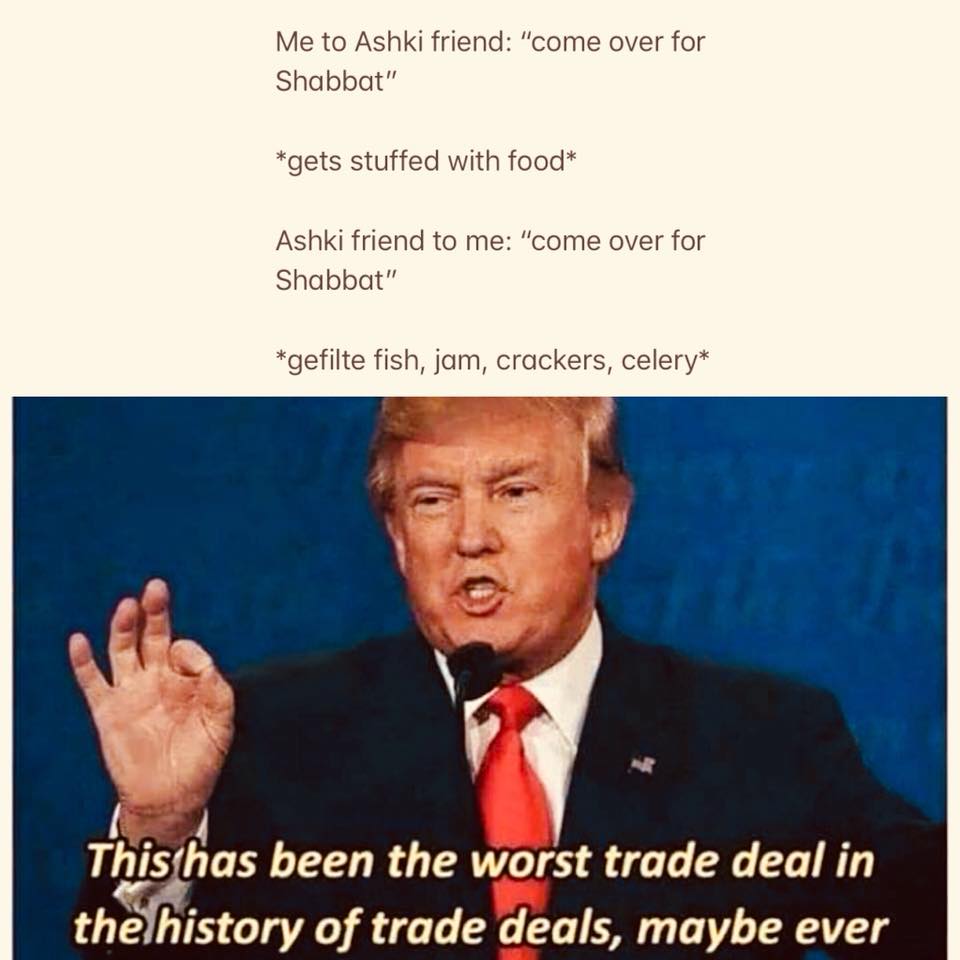 Me to Ashki friend: “come over for
Shabbat”
*gets stuffed with food*
Ashki friend to me: “come over for
Shabbat”
*gefilte fish, jam, crackers, celery*
This has been the worst trade deal in
the history of trade deals, maybe ever